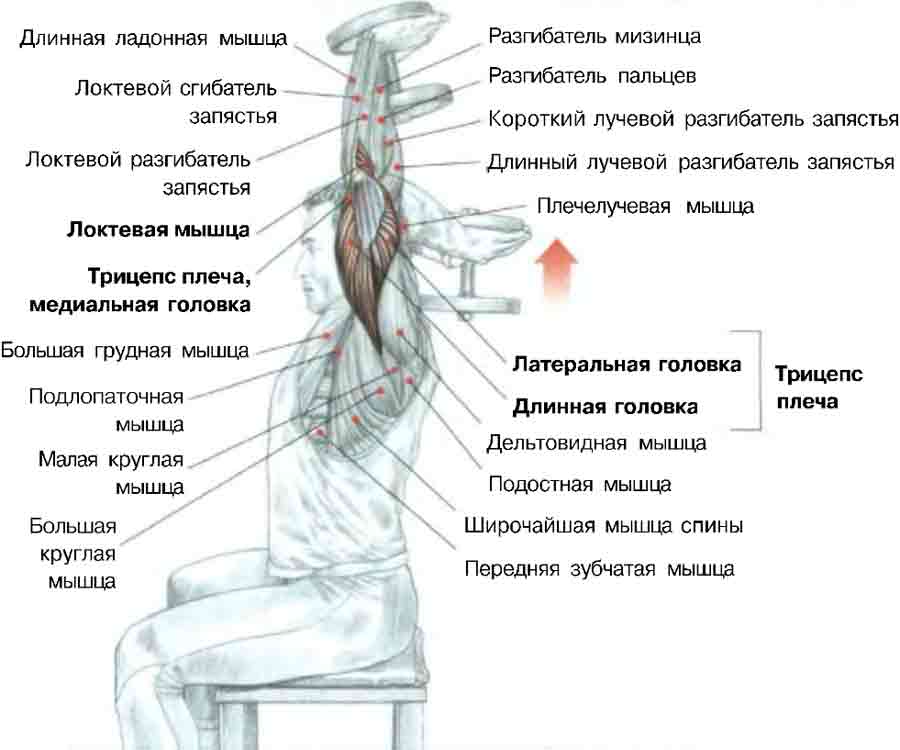 Длинная ладонная мышца
Локтевой сгибатель
запястья
Локтевой разгибатель
запястья
Локтевая мышца
Трицепс плеча,
медиальная головка
Большая грудная мышца
Подлопаточная
мышца
Малая круглая
мышца
Большая
круглая
мышца
Разгибатель мизинца
Разгибатель пальцев
Короткий лучевой разгибатель запястья
Длинный лучевой разгибатель запястья
Плечелучевая мышца
Латеральная головка
Длинная головка
Трицепс
плеча
Дельтовидная мышца
Подостная мышца
Широчайшая мышца спины
Передняя зубчатая мышца